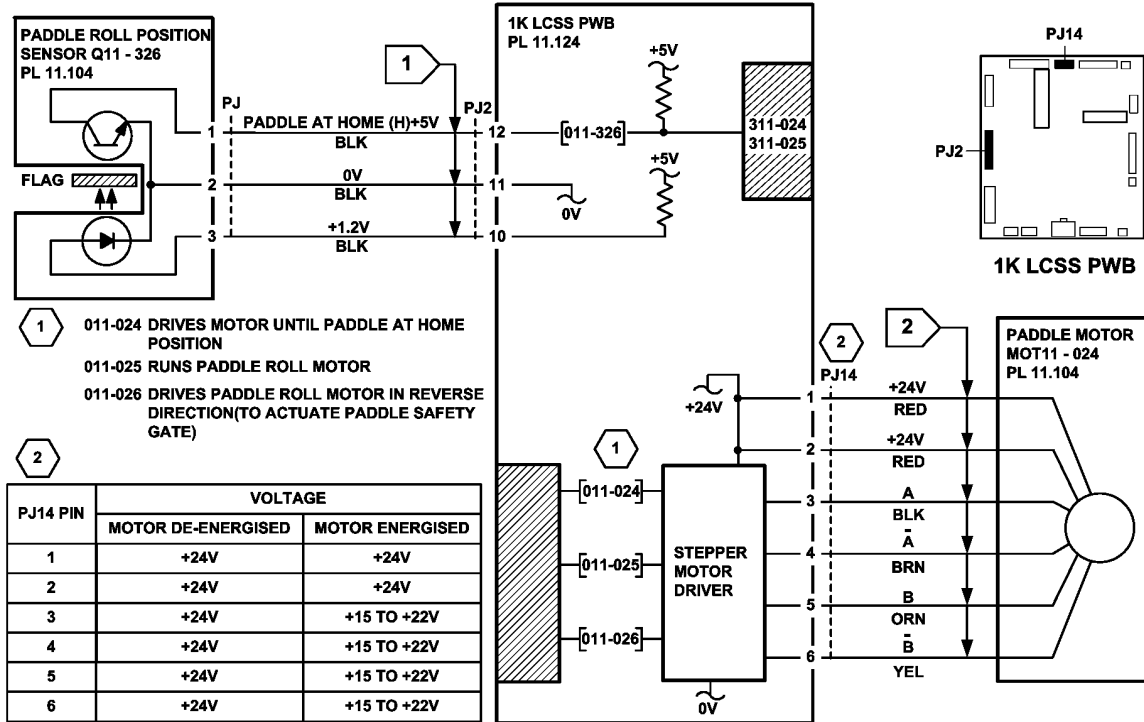 PADDLE ROLL POSITION
SENSOR Q11 - 326
PL 11.104
PJ
1
PADDLE AT HOME (H)+5V
BLK
FLAG
2
0V
BLK
3
+1.2V
BLK
1
PJ2
12
11
10
1K LCSS PWB
PL 11.124
+5V
[011-326]
+5V
0V
311-024
311-025
PJ14
PJ2
1K LCSS PWB
1
011-024 DRIVES MOTOR UNTIL PADDLE AT HOME
POSITION
011-025 RUNS PADDLE ROLL MOTOR
011-026 DRIVES PADDLE ROLL MOTOR IN REVERSE
DIRECTION(TO ACTUATE PADDLE SAFETY
GATE)
2
PJ14 PIN VOLTAGE
MOTOR DE-ENERGISED MOTOR ENERGISED
1 +24V +24V
2 +24V +24V
3 +24V +15 TO +22V
4 +24V +15 TO +22V
5 +24V +15 TO +22V
6 +24V +15 TO +22V
1
[011-024]
[011-025]
[011-026]
+24V
STEPPER
MOTOR
DRIVER
0V
2
PJ14
1
2
3
4
5
6
2
+24V
RED
+24V
RED
A
BLK
A̅
BRN
B
ORN
B̅
YEL
PADDLE MOTOR
MOT11 - 024
PL 11.104